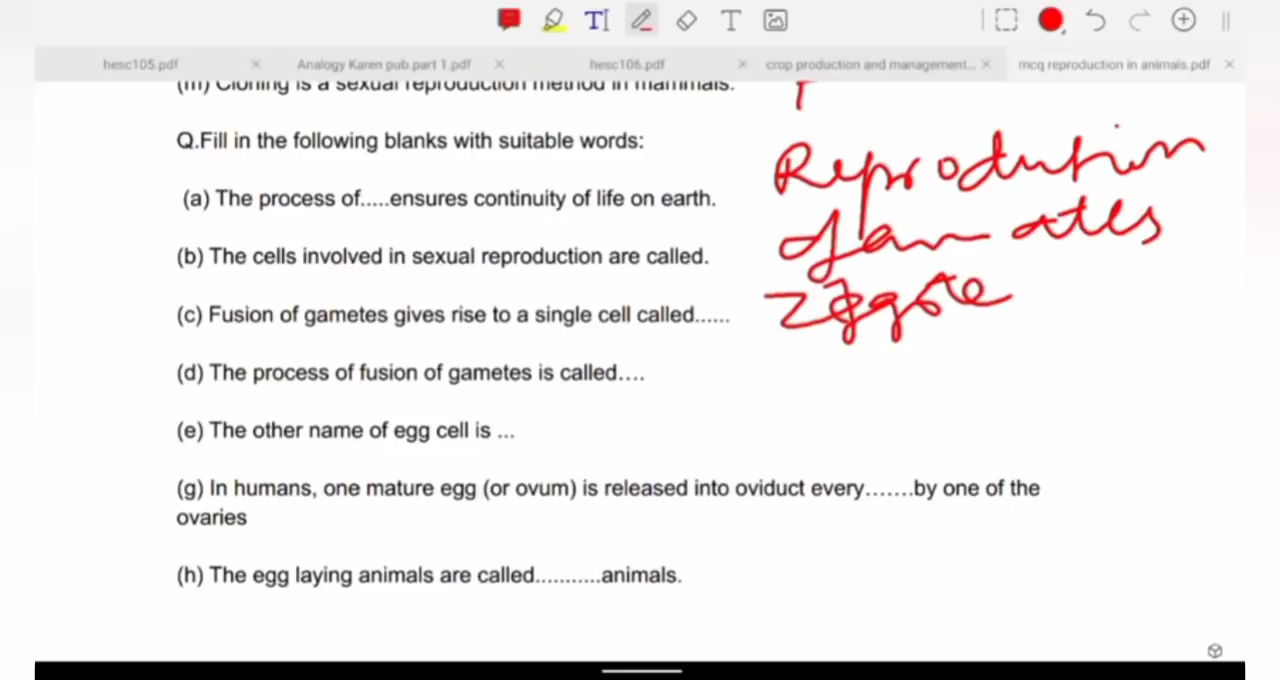 hesc105.pdf Analogy Karen pub.part 1.pdf hesc106.pdf crop production and management... mcq reproduction in animals.pdf
(m) Cloning is a sexual reproduction method in mammals.
Q.Fill in the following blanks with suitable words:
Reproduction
(a) The process of.....ensures continuity of life on earth.
(b) The cells involved in sexual reproduction are called.
(c) Fusion of gametes gives rise to a single cell called......
Zygote
(d) The process of fusion of gametes is called....
(e) The other name of egg cell is ...
(g) In humans, one mature egg (or ovum) is released into oviduct every.......by one of the
ovaries
(h) The egg laying animals are called...........animals.